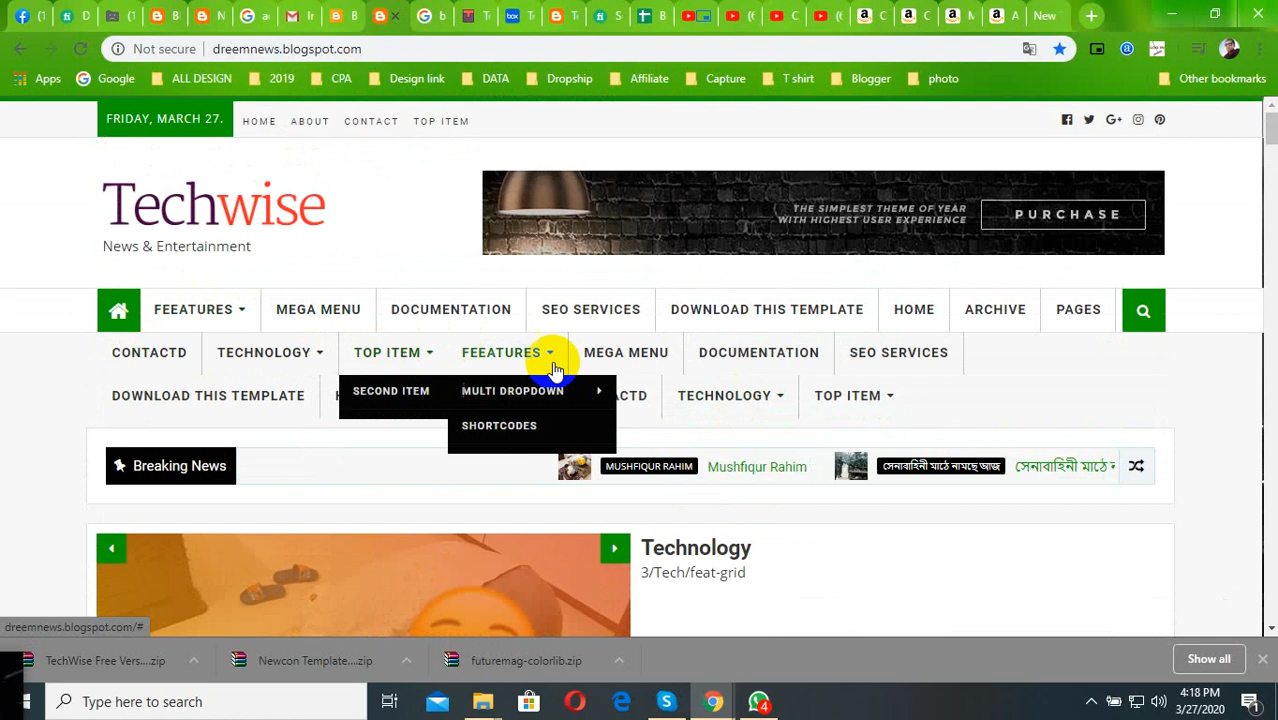 (1
D
B
N
a
Ir
B
b
T
T
S
B
C
C
C
M
A
New
Not secure
dreemnews.blogspot.com
Apps
Google
ALL DESIGN
2019
CPA
Design link
DATA
Dropship
Affiliate
Capture
T shirt
Blogger
photo
Other bookmarks
FRIDAY, MARCH 27.
HOME ABOUT CONTACT TOP ITEM
Techwise
News & Entertainment
THE SIMPLEST THEME OF YEAR
WITH HIGHEST USER EXPERIENCE
PURCHASE
FEEATURES MEGA MENU DOCUMENTATION SEO SERVICES DOWNLOAD THIS TEMPLATE HOME ARCHIVE PAGES
CONTACTD TECHNOLOGY TOP ITEM FEEATURES MEGA MENU DOCUMENTATION SEO SERVICES
SECOND ITEM
MULTI DROPDOWN
SHORTCODES
DOWNLOAD THIS TEMPLATE TECHNOLOGY TOP ITEM
Breaking News
MUSHFIQUR RAHIM
Mushfiqur Rahim
সেনাবাহিনী মাঠে নামছে আজ
সেনাবাহিনী মাঠে
Technology
3/Tech/feat-grid
dreemnews.blogspot.com/#
TechWise Free Vers....zip
Newcon Template....zip
futuremag-colorlib.zip
Show all
Type here to search
4
4:18 PM
3/27/2020
1